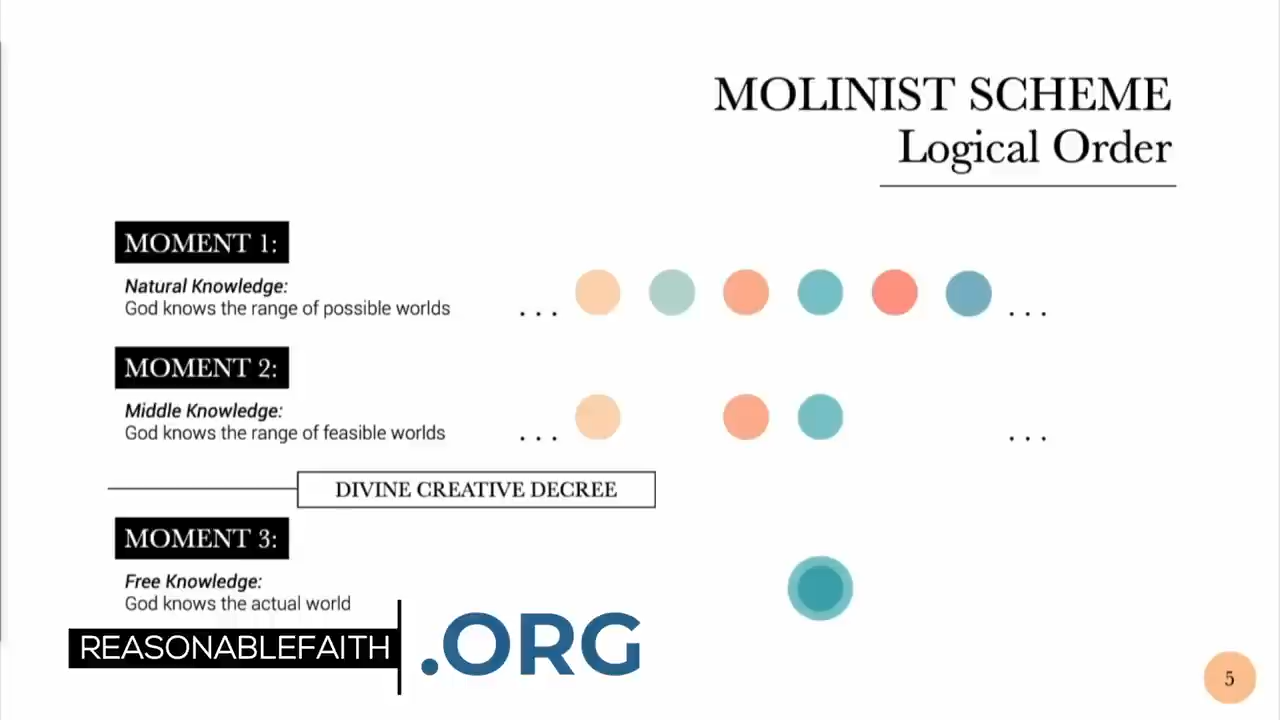 MOLINIST SCHEME
Logical Order
MOMENT 1:
Natural Knowledge:
God knows the range of possible worlds
. . .
. . .
MOMENT 2:
Middle Knowledge:
God knows the range of feasible worlds
. . .
. . .
DIVINE CREATIVE DECREE
MOMENT 3:
Free Knowledge:
God knows the actual world
REASONABLEFAITH .ORG
5